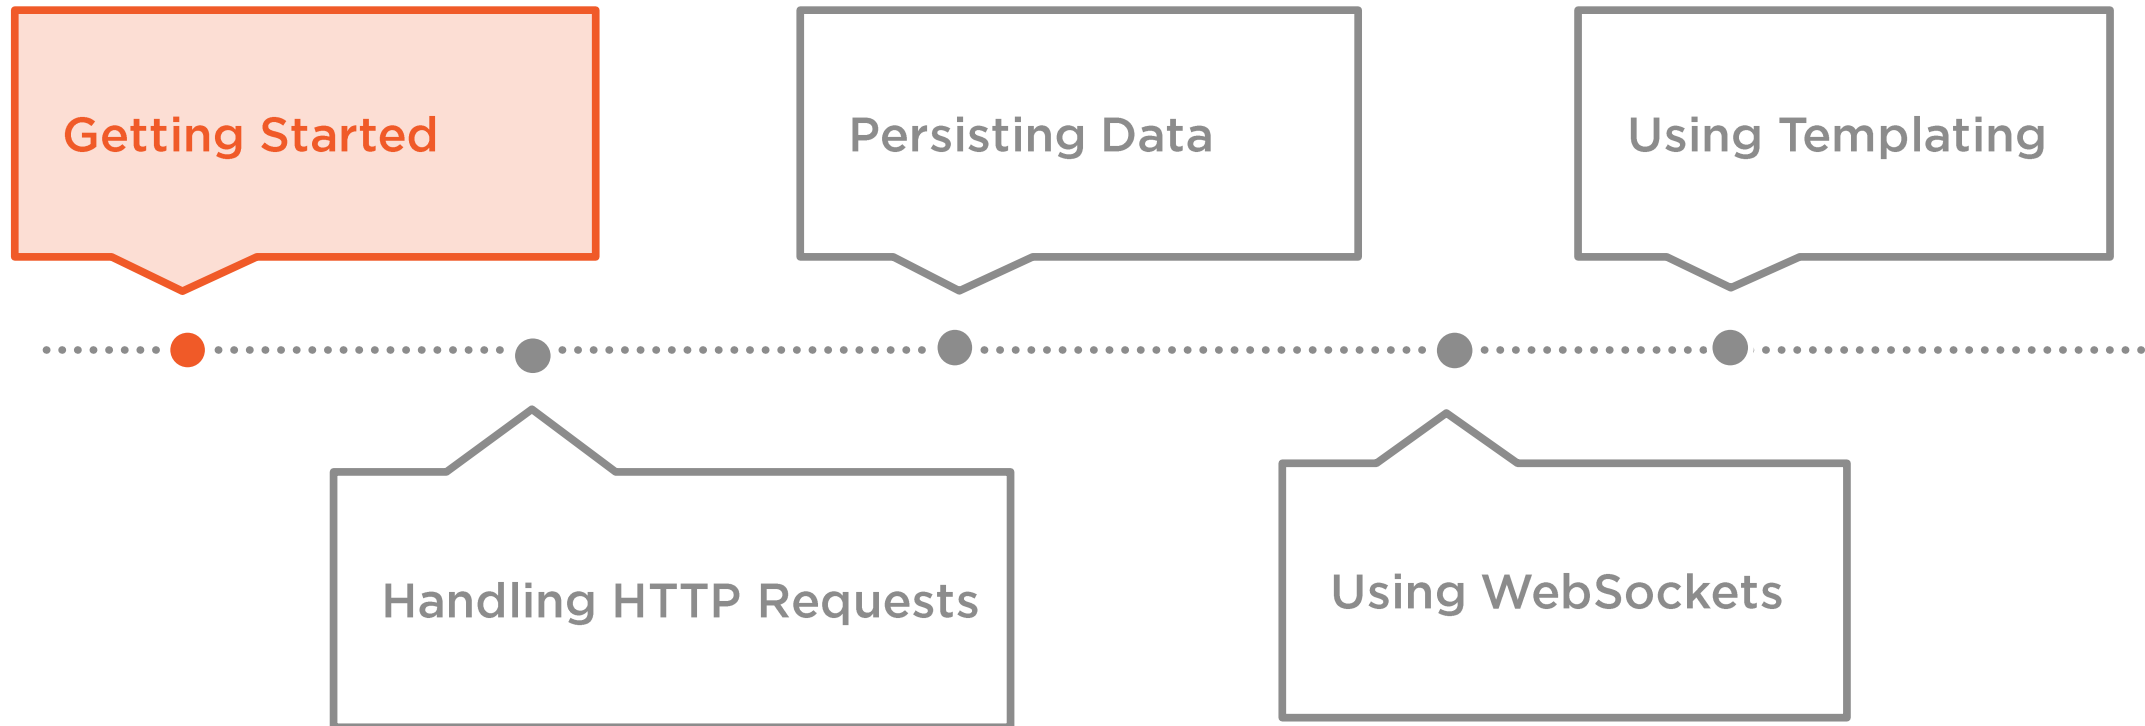 Getting Started
Persisting Data
Using Templating
Handling HTTP Requests
Using WebSockets